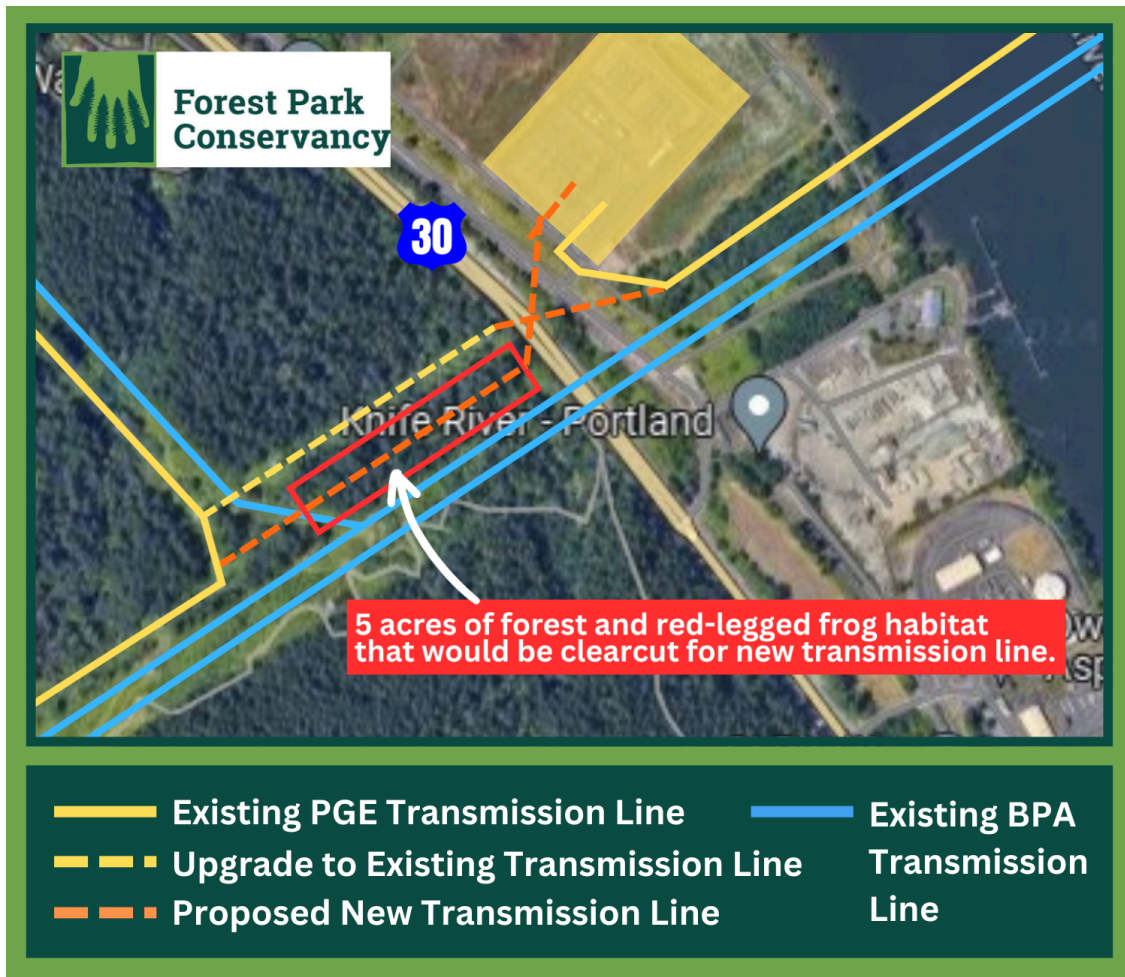 Forest Park
Conservancy
30
Knife River - Portland
5 acres of forest and red-legged frog habitat
that would be clearcut for new transmission line.
Existing PGE Transmission Line
Upgrade to Existing Transmission Line
Proposed New Transmission Line
Existing BPA
Transmission
Line